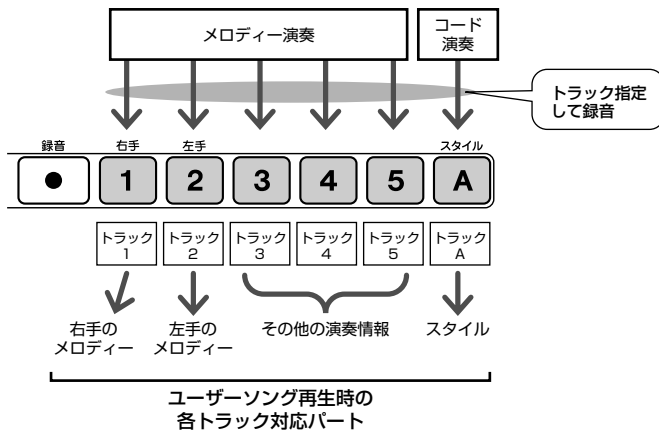 メロディー演奏
コード
演奏
トラック指定
して録音
録音
右手
左手
スタイル
●
1
2
3
4
5
A
トラック
1
トラック
2
トラック
3
トラック
4
トラック
5
トラック
A
右手の
メロディー
左手の
メロディー
その他の演奏情報
スタイル
ユーザーソング再生時の
各トラック対応パート